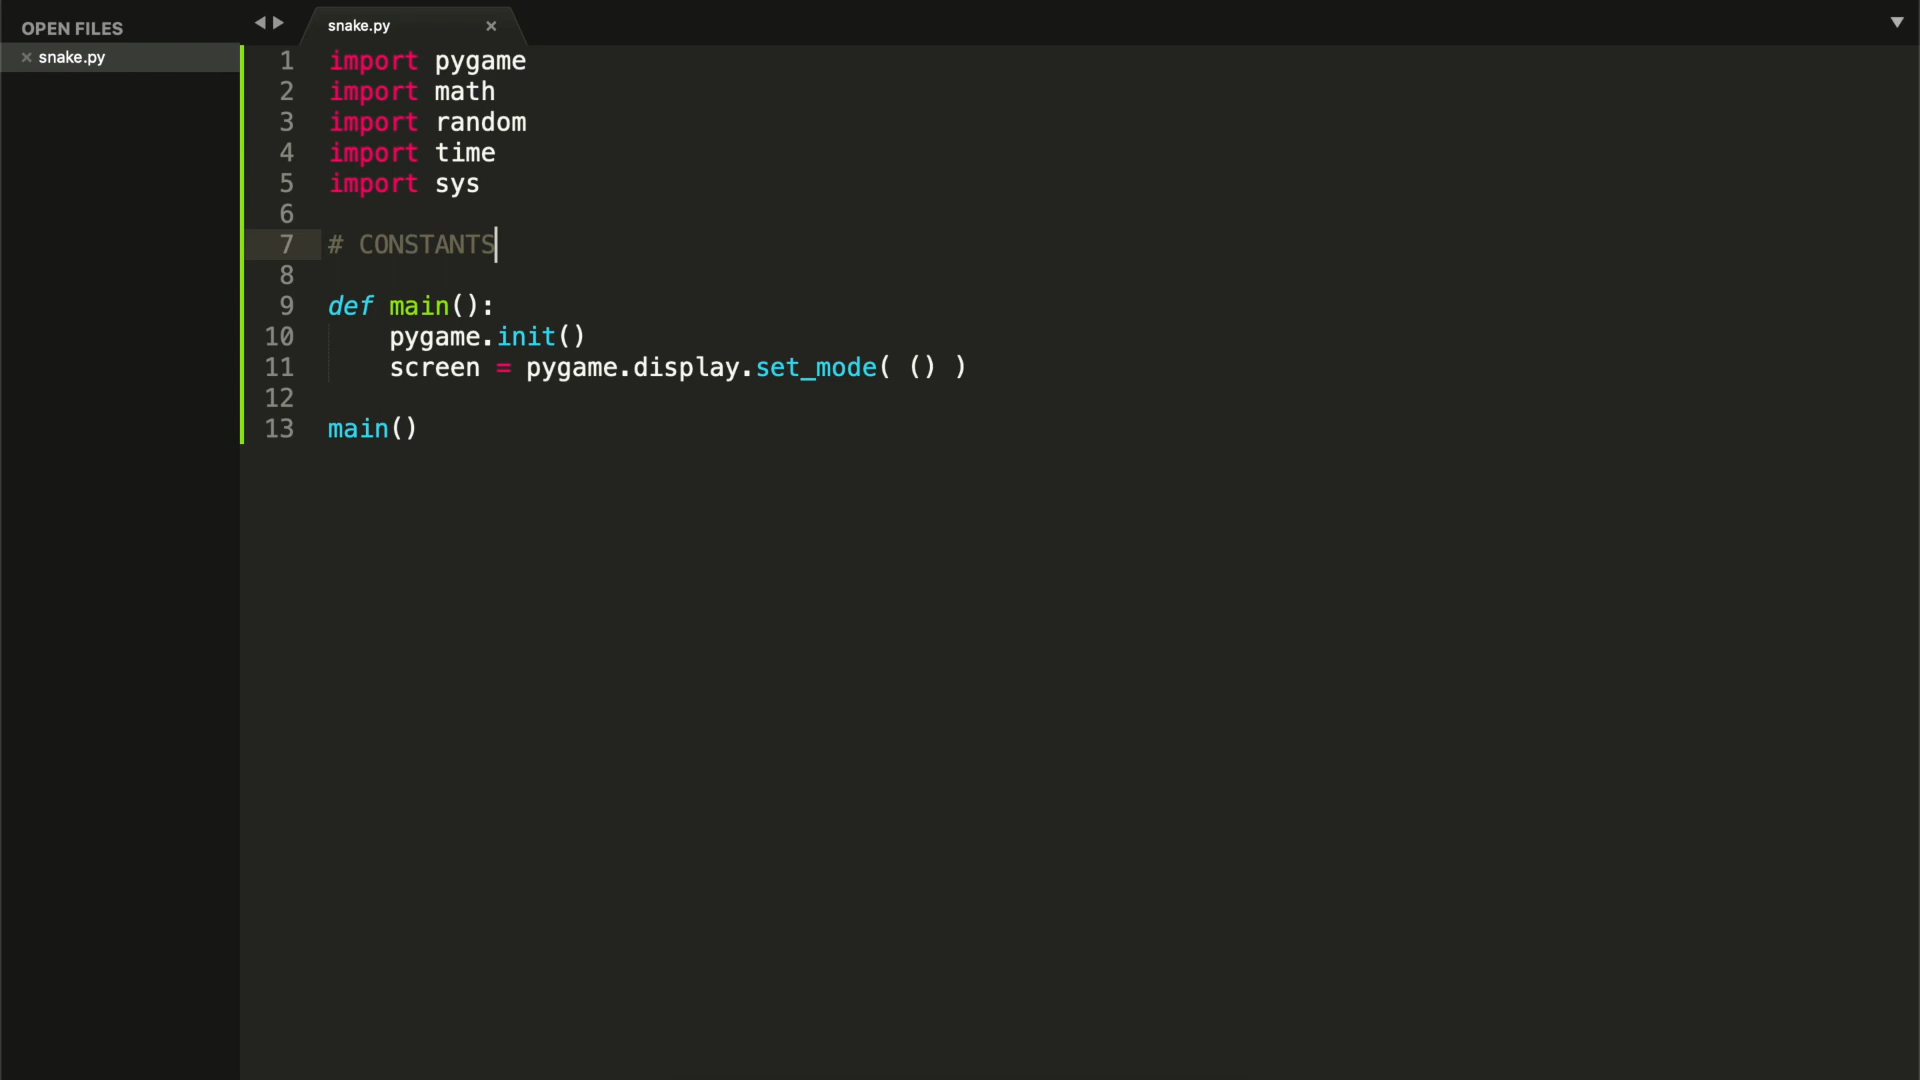 OPEN FILES
snake.py
snake.py
1 import pygame
2 import math
3 import random
4 import time
5 import sys
6
7 # CONSTANTS
8
9 def main():
10     pygame.init()
11     screen = pygame.display.set_mode( () )
12
13 main()